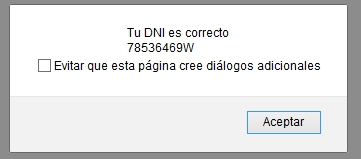 Tu DNI es correcto
78536469W
Evitar que esta página cree diálogos adicionales
Aceptar